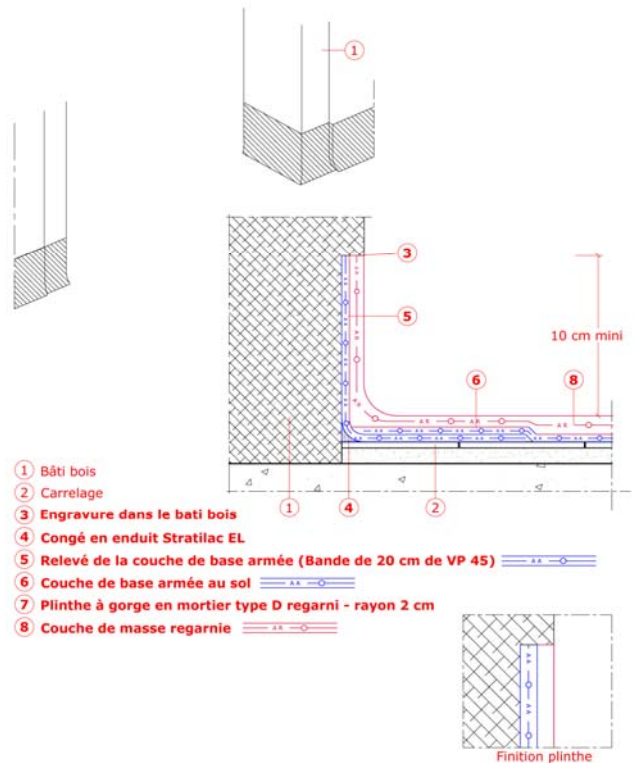 1
3
5
10 cm mini
6
8
1
4
2
1 Bâti bois
2 Carrelage
3 Engravure dans le bati bois
4 Congé en enduit Stratilac EL
5 Relevé de la couche de base armée (Bande de 20 cm de VP 45) A A
6 Couche de base armée au sol A A
7 Plinthe à gorge en mortier type D regarni - rayon 2 cm
8 Couche de masse regarnie A R
Finition plinthe